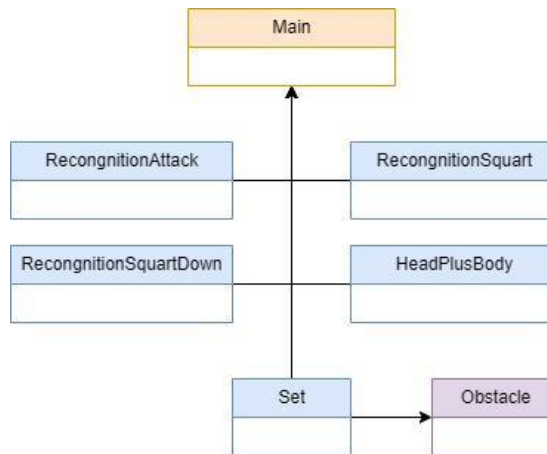 Main
RecongnitionAttack
RecongnitionSquart
RecongnitionSquartDown
HeadPlusBody
Set
Obstacle